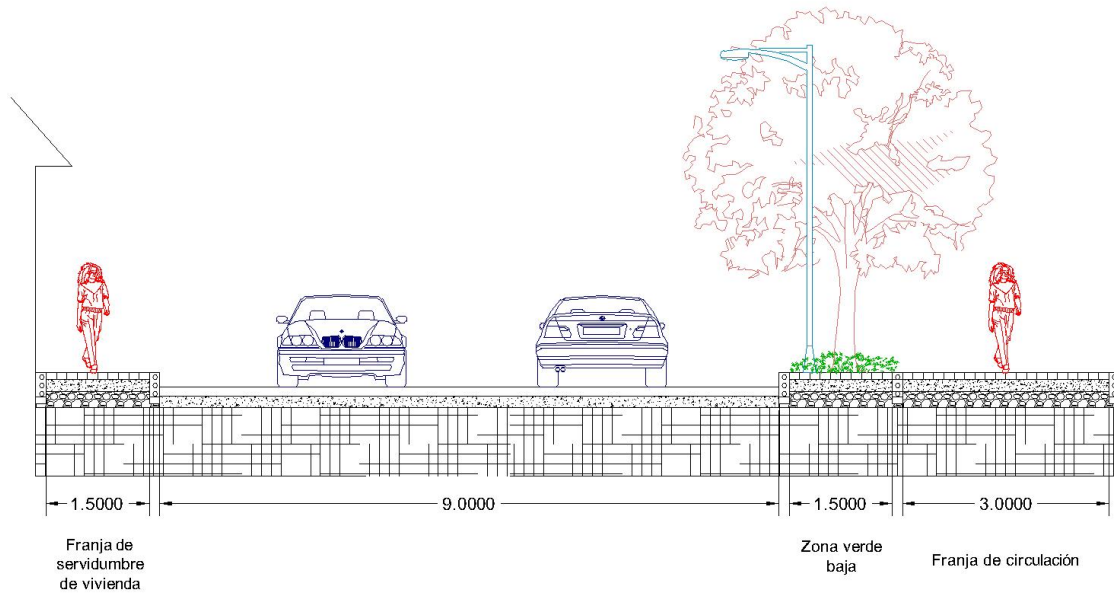 1.5000
9.0000
1.5000
3.0000
Franja de
servidumbre
de vivienda
Zona verde
baja
Franja de circulación